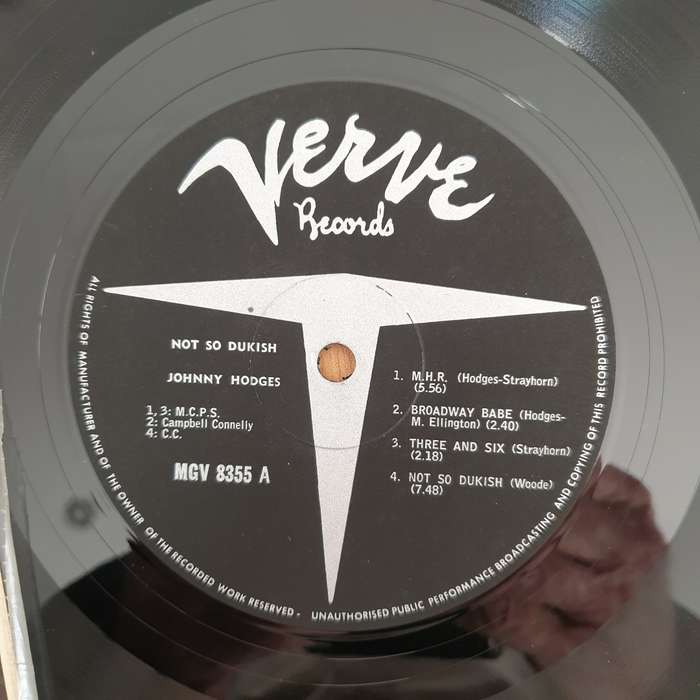 VERVE
Records
NOT SO DUKISH
JOHNNY HODGES
1, 3: M.C.P.S.
2: Campbell Connelly
4: C.C.
MGV 8355 A
1. M.H.R. (Hodges-Strayhorn)
(5.56)
2. BROADWAY BABE (Hodges-
M. Ellington) (2.40)
3. THREE AND SIX (Strayhorn)
(2.18)
4. NOT SO DUKISH (Woode)
(7.48)
ALL RIGHTS OF MANUFACTURER AND OF THE OWNER OF THE RECORDED WORK RESERVED - UNAUTHORISED PUBLIC PERFORMANCE BROADCASTING AND COPYING OF THIS RECORD PROHIBITED